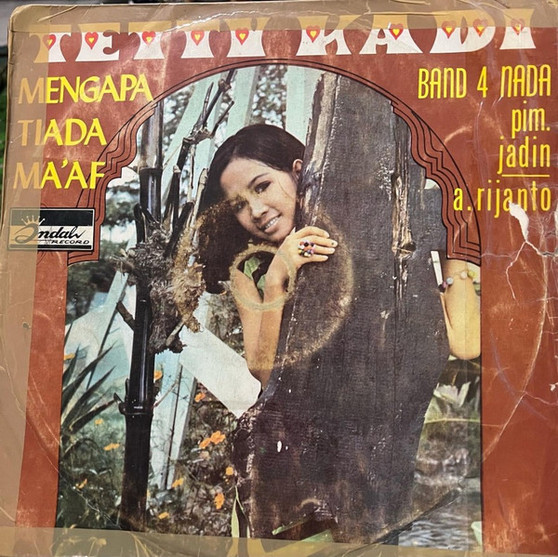 TETTY KADI
MENGAPA
TIADA
MA'AF
BAND 4 NADA
pim.
jadin
a.rijanto
Indah
RECORD